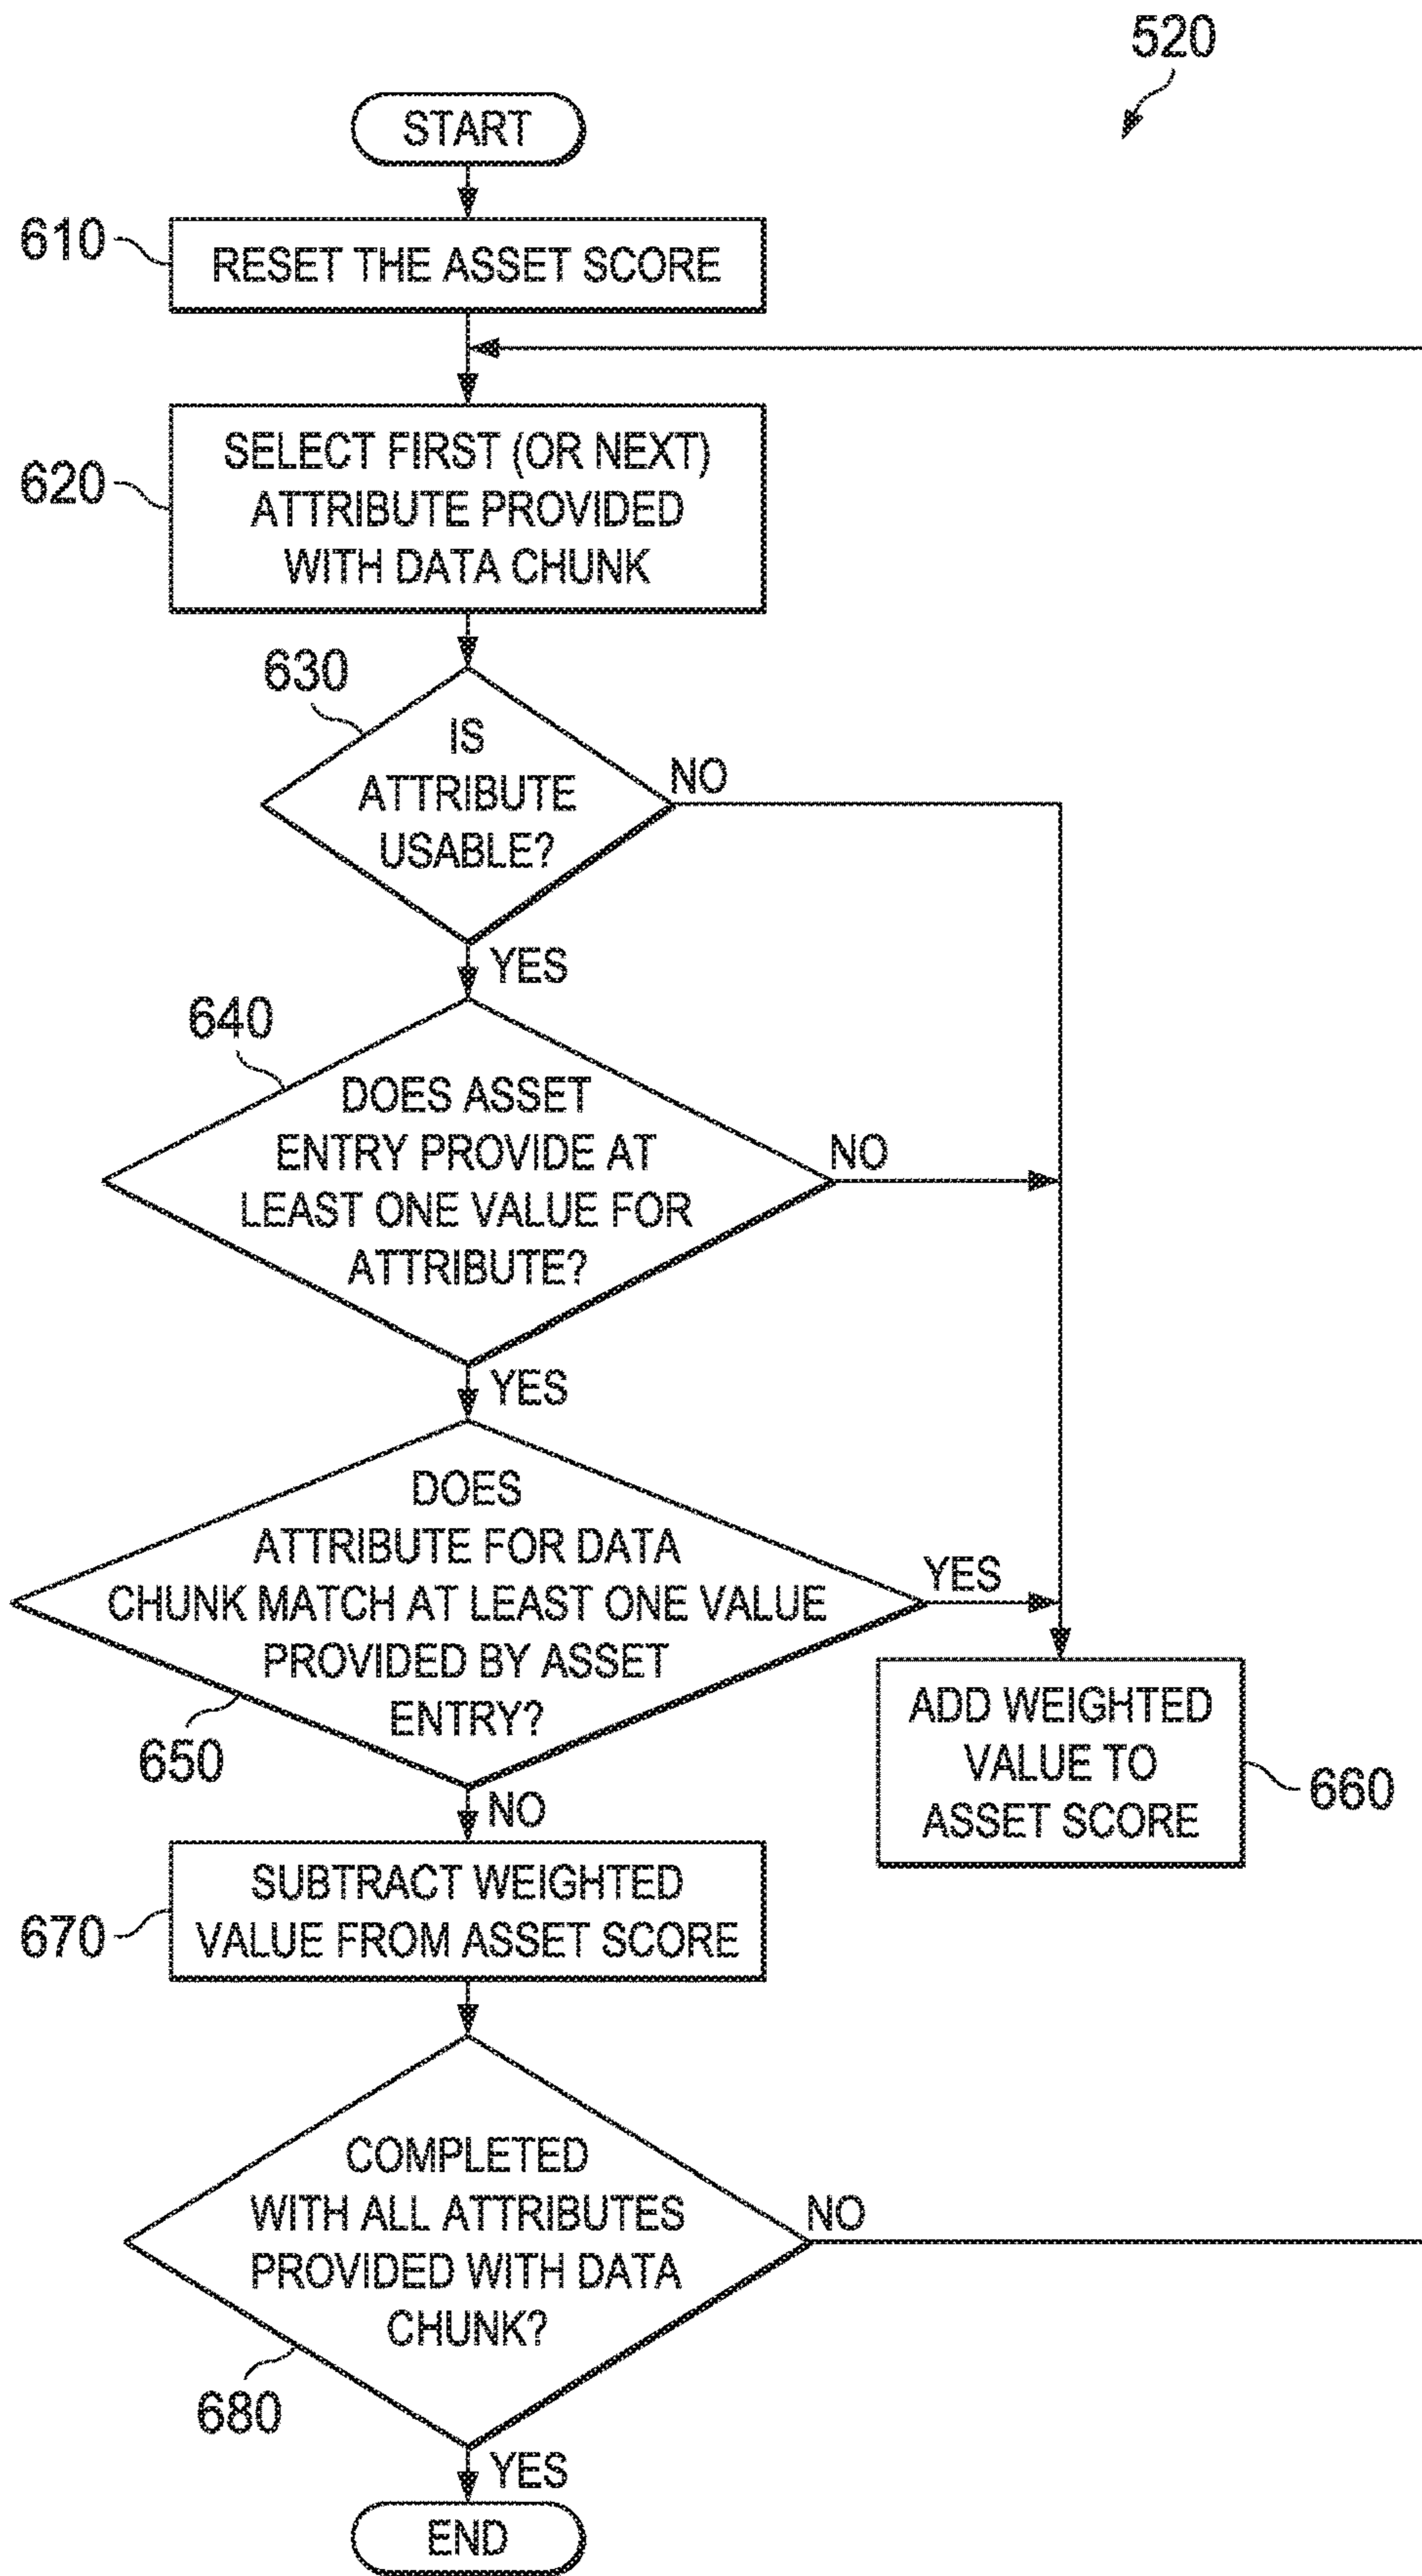 520
START
610
RESET THE ASSET SCORE
620
SELECT FIRST (OR NEXT)
ATTRIBUTE PROVIDED
WITH DATA CHUNK
630
IS
ATTRIBUTE
USABLE?
NO
YES
640
DOES ASSET
ENTRY PROVIDE AT
LEAST ONE VALUE FOR
ATTRIBUTE?
NO
YES
DOES
ATTRIBUTE FOR DATA
CHUNK MATCH AT LEAST ONE VALUE
PROVIDED BY ASSET
ENTRY?
650
YES
NO
ADD WEIGHTED
VALUE TO
ASSET SCORE
660
670
SUBTRACT WEIGHTED
VALUE FROM ASSET SCORE
COMPLETED
WITH ALL ATTRIBUTES
PROVIDED WITH DATA
CHUNK?
NO
680
YES
END